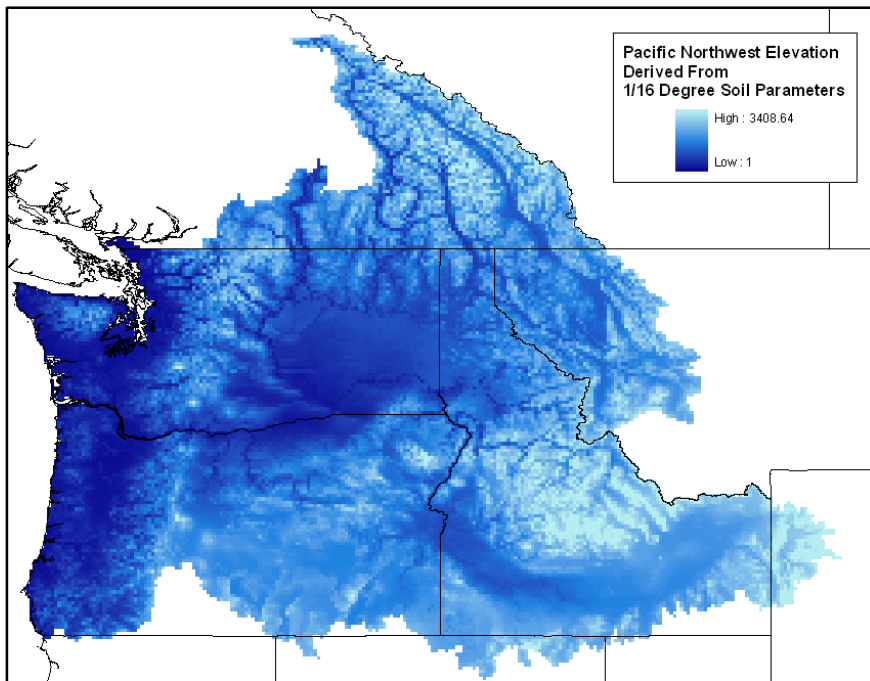 Pacific Northwest Elevation
Derived From
1/16 Degree Soil Parameters
High : 3408.64
Low : 1